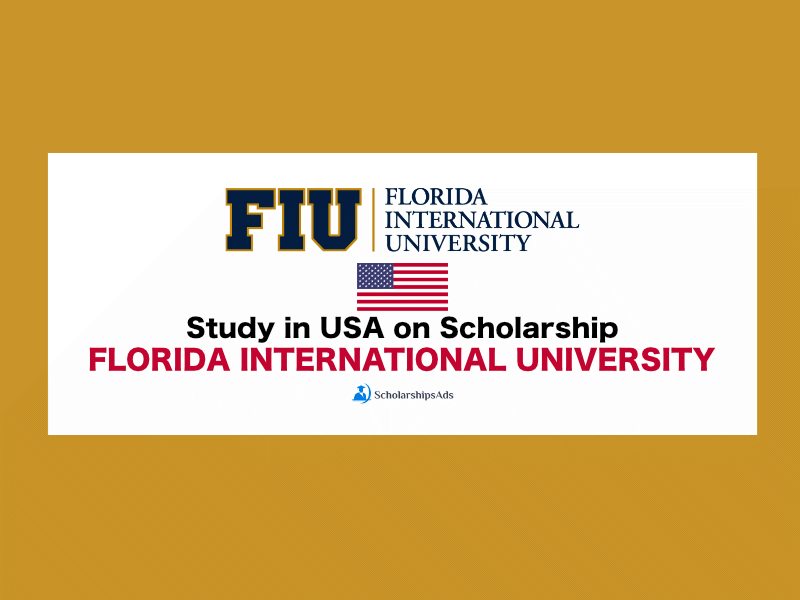 FIU
FLORIDA
INTERNATIONAL
UNIVERSITY
Study in USA on Scholarship
FLORIDA INTERNATIONAL UNIVERSITY
ScholarshipsAds